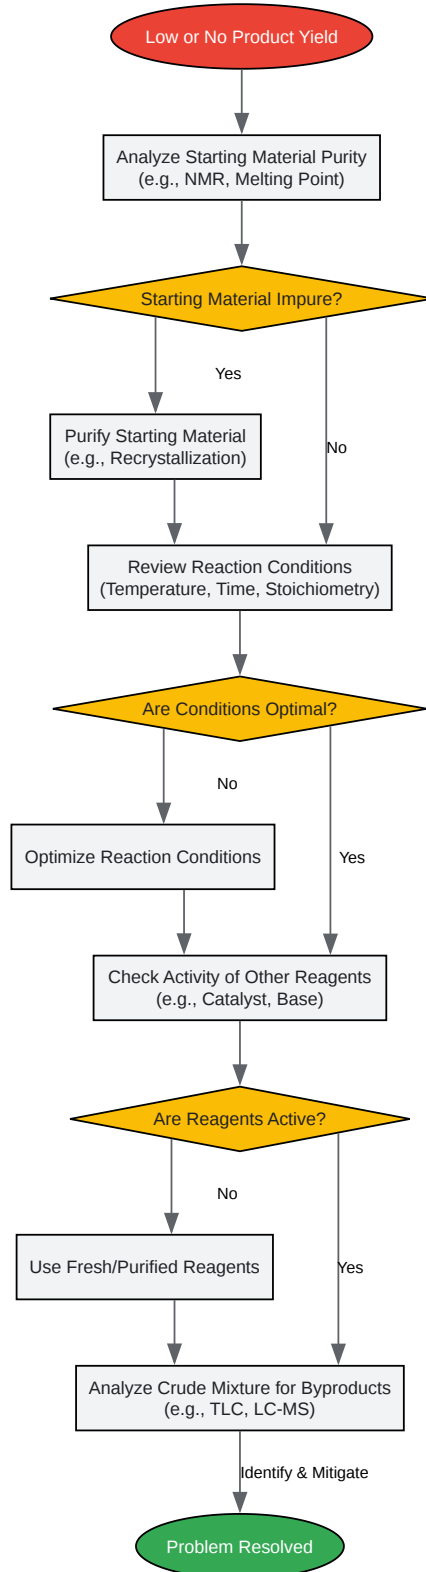 Low or No Product Yield
Analyze Starting Material Purity
(e.g., NMR, Melting Point)
Starting Material Impure?
Yes
Purify Starting Material
(e.g., Recrystallization)
No
Review Reaction Conditions
(Temperature, Time, Stoichiometry)
Are Conditions Optimal?
No
Optimize Reaction Conditions
Yes
Check Activity of Other Reagents
(e.g., Catalyst, Base)
Are Reagents Active?
No
Use Fresh/Purified Reagents
Yes
Analyze Crude Mixture for Byproducts
(e.g., TLC, LC-MS)
Identify & Mitigate
Problem Resolved